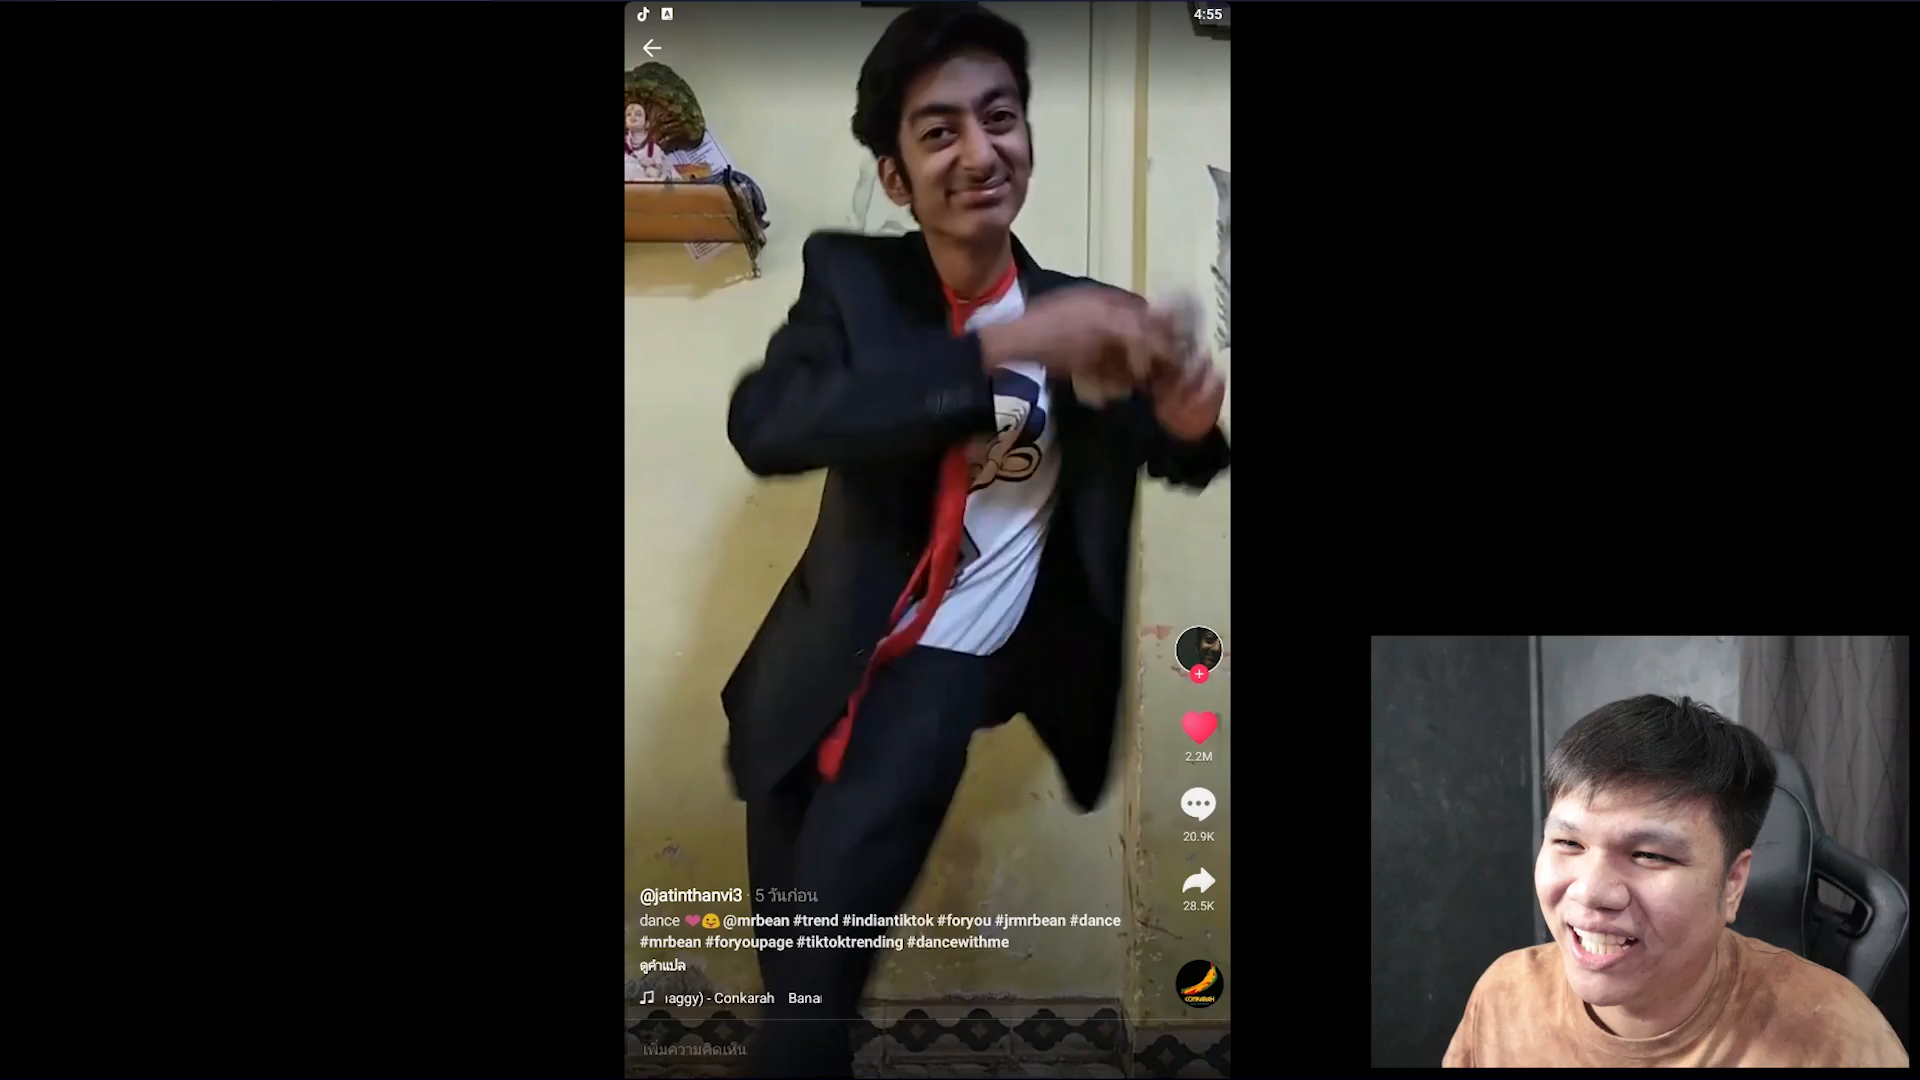 4:55
2.2M
20.9K
28.5K
@jatinthanvi3 · 5 วันก่อน
dance @mrbean #trend #indiantiktok #foryou #jrmrbean #dance
#mrbean #foryoupage #tiktoktrending #dancewithme
ดูคำแปล
aggy) - Conkarah Bana
CONKARAH
เพิ่มความคิดเห็น